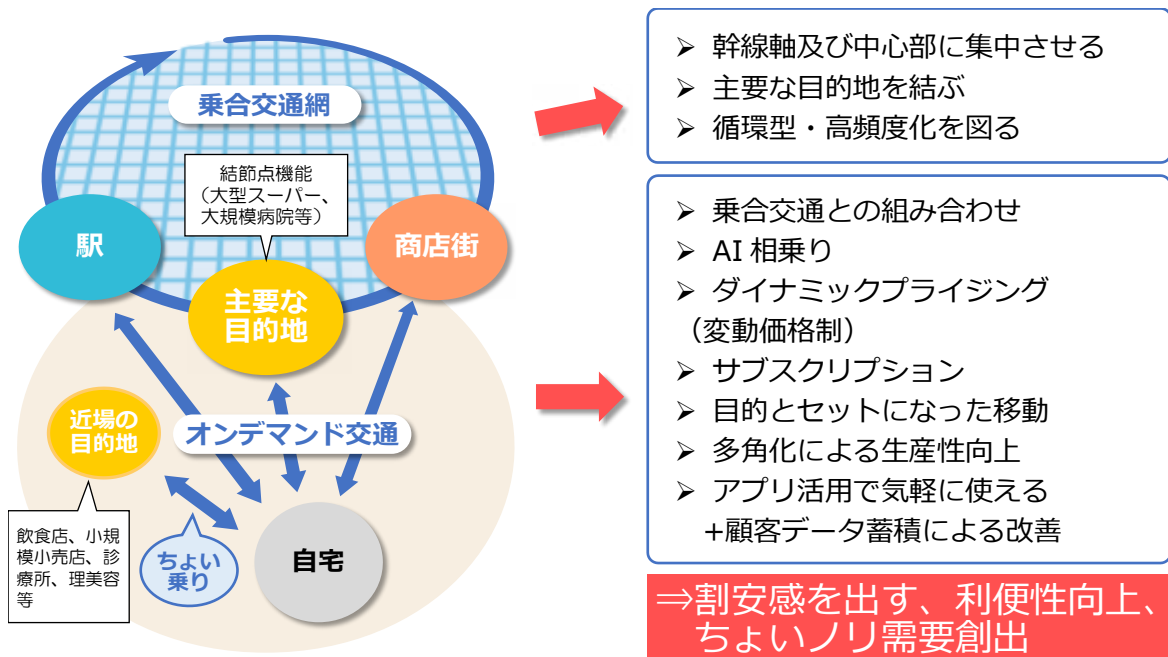 乗合交通網
結節点機能
（大型スーパー、
大規模病院等）
駅
商店街
主要な
目的地
近場の
目的地
オンデマンド交通
飲食店、小規
模小売店、診
療所、理美容
等
ちょい
乗り
自宅
➢ 幹線軸及び中心部に集中させる
➢ 主要な目的地を結ぶ
➢ 循環型・高頻度化を図る
➢ 乗合交通との組み合わせ
➢ AI 相乗り
➢ ダイナミックプライジング
（変動価格制）
➢ サブスクリプション
➢ 目的とセットになった移動
➢ 多角化による生産性向上
➢ アプリ活用で気軽に使える
+顧客データ蓄積による改善
⇒割安感を出す、利便性向上、
ちょいノリ需要創出